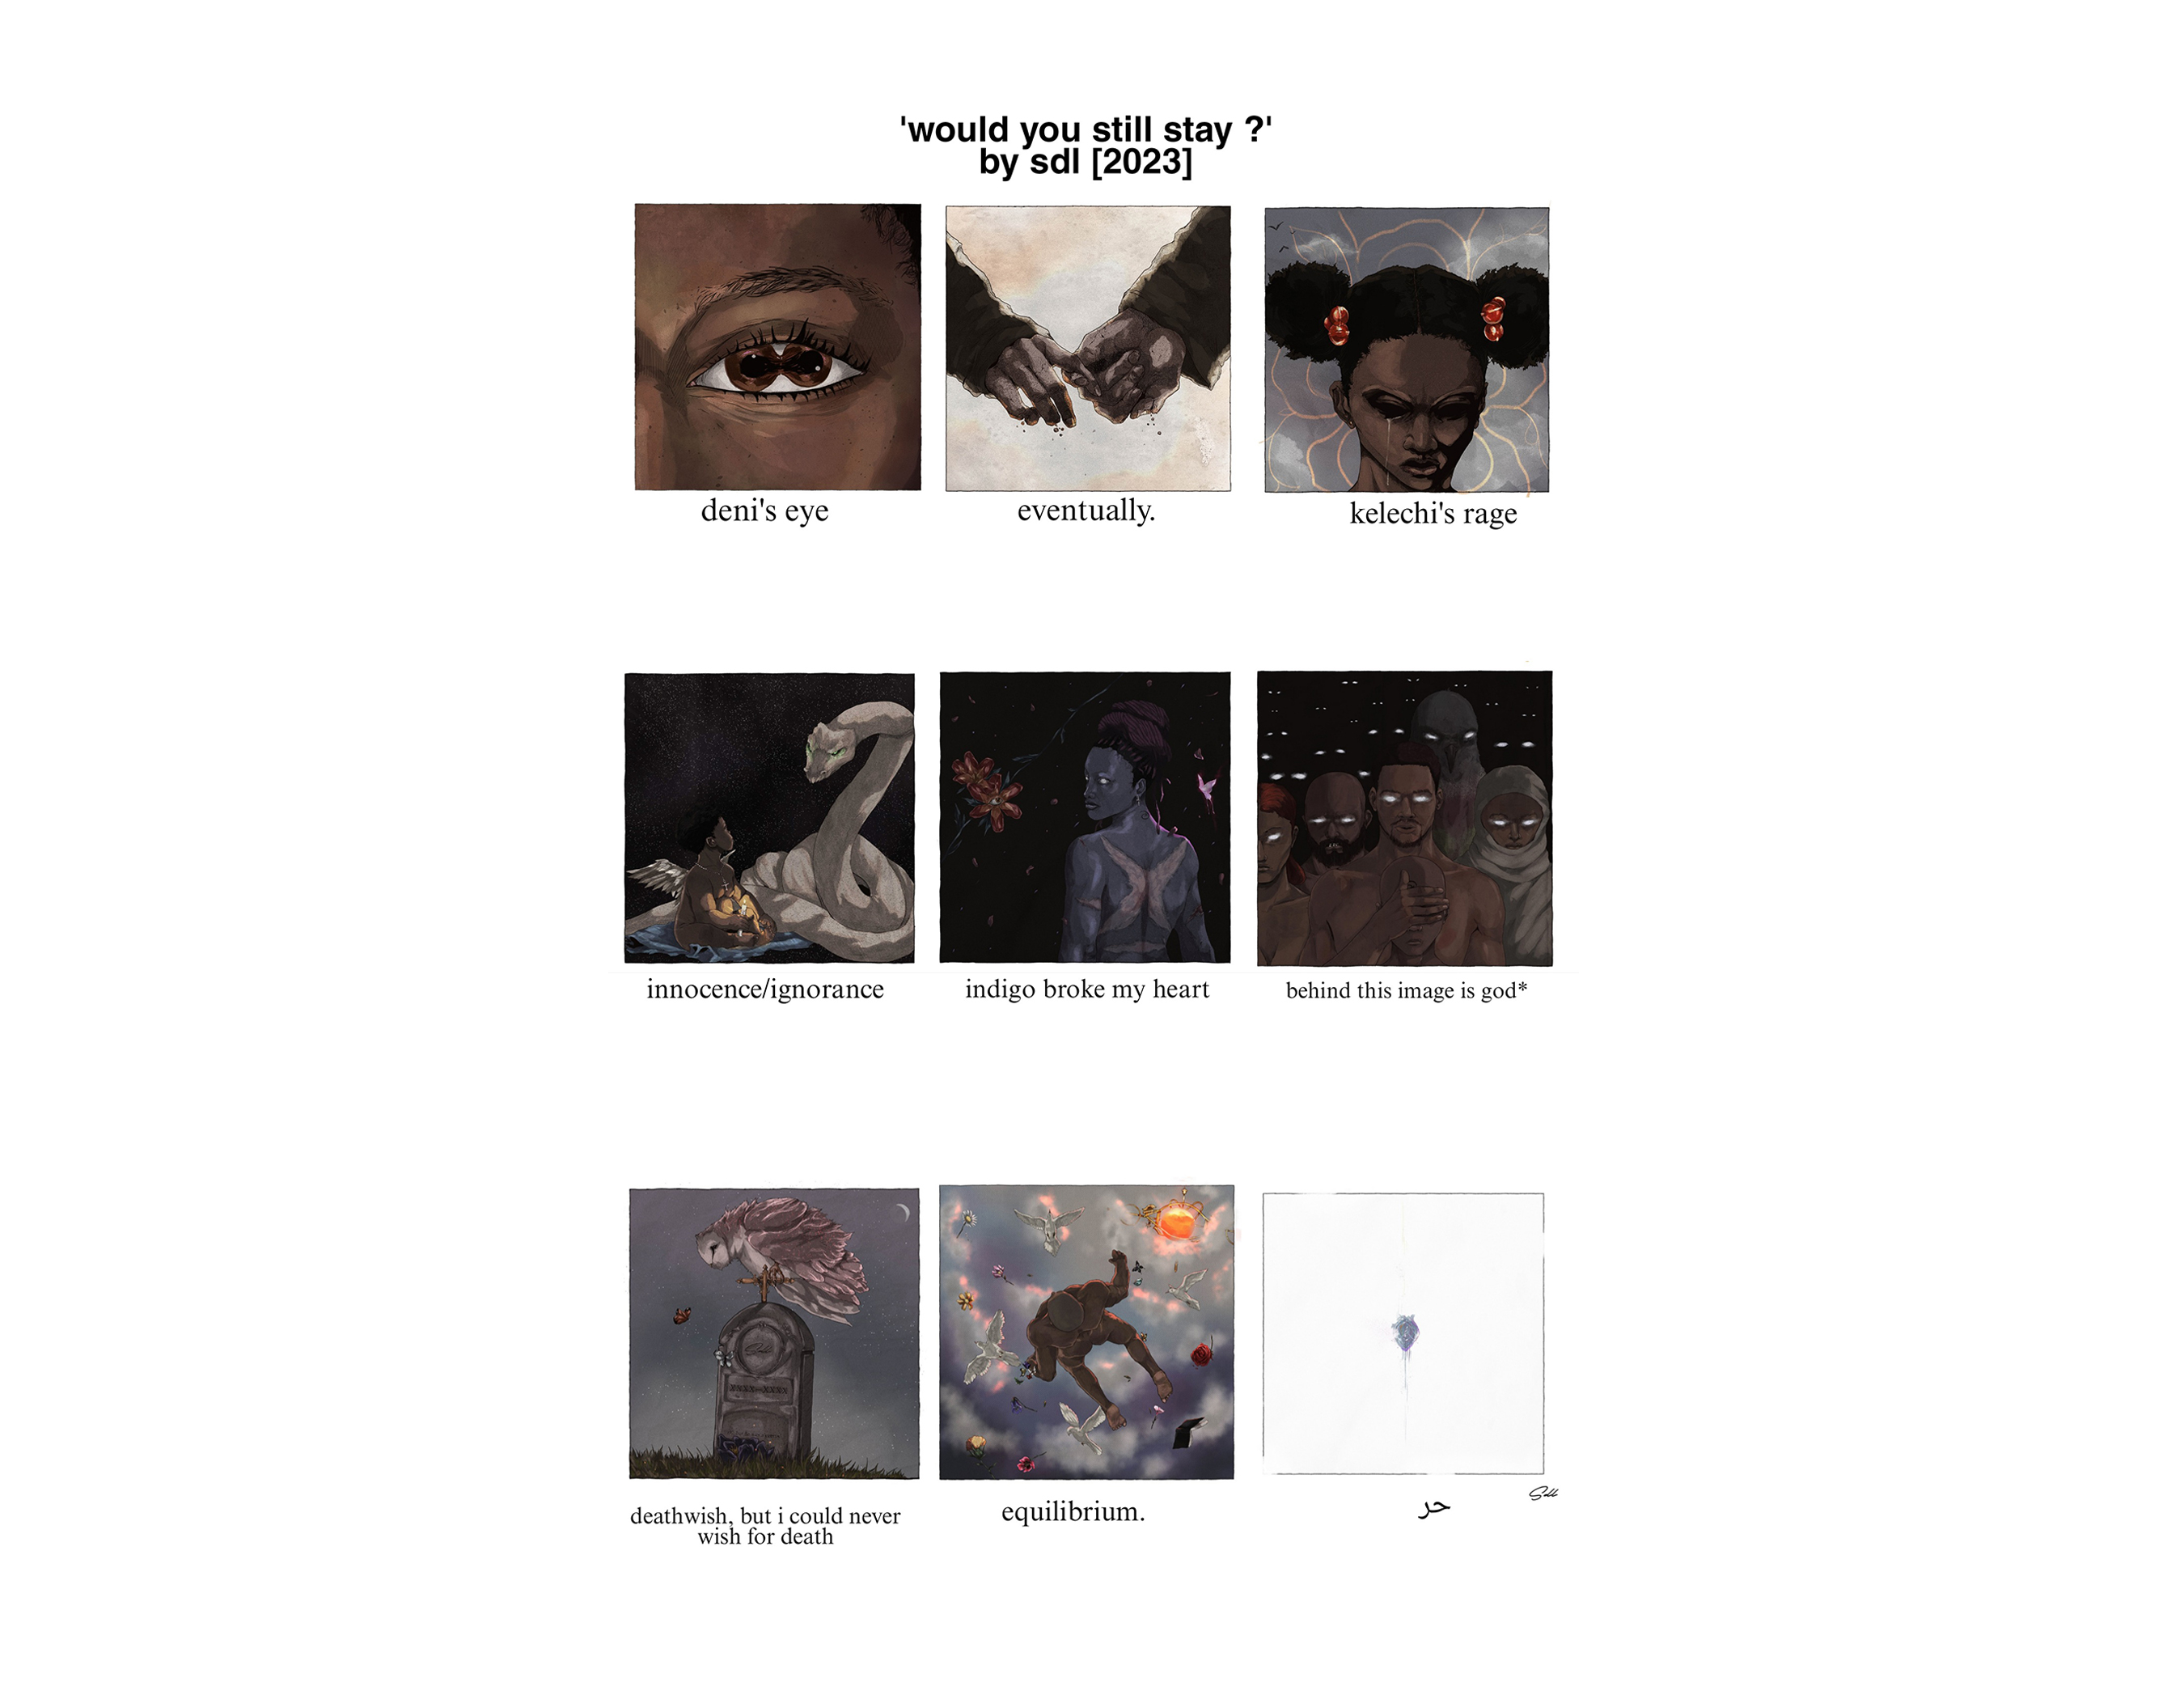 'would you still stay ?'
by sdl [2023]
deni's eye
eventually.
kelechi's rage
innocence/ignorance
indigo broke my heart
behind this image is god*
deathwish, but i could never
wish for death
equilibrium.
حر